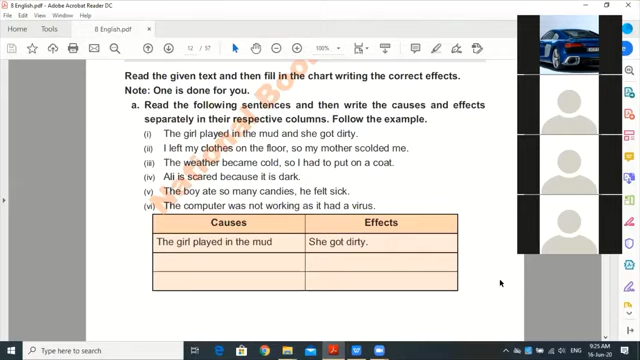 8 English.pdf - Adobe Acrobat Reader DC
File Edit View Window Help
Home Tools 8 English.pdf ×
12 / 57 100%
Read the given text and then fill in the chart writing the correct effects.
Note: One is done for you.
a. Read the following sentences and then write the causes and effects
separately in their respective columns. Follow the example.
(i) The girl played in the mud and she got dirty.
(ii) I left my clothes on the floor, so my mother scolded me.
(iii) The weather became cold, so I had to put on a coat.
(iv) Ali is scared because it is dark.
(v) The boy ate so many candies, he felt sick.
(vi) The computer was not working as it had a virus.
Causes Effects
The girl played in the mud She got dirty.
National Boo
Type here to search
9:25 AM
16-Jun-20